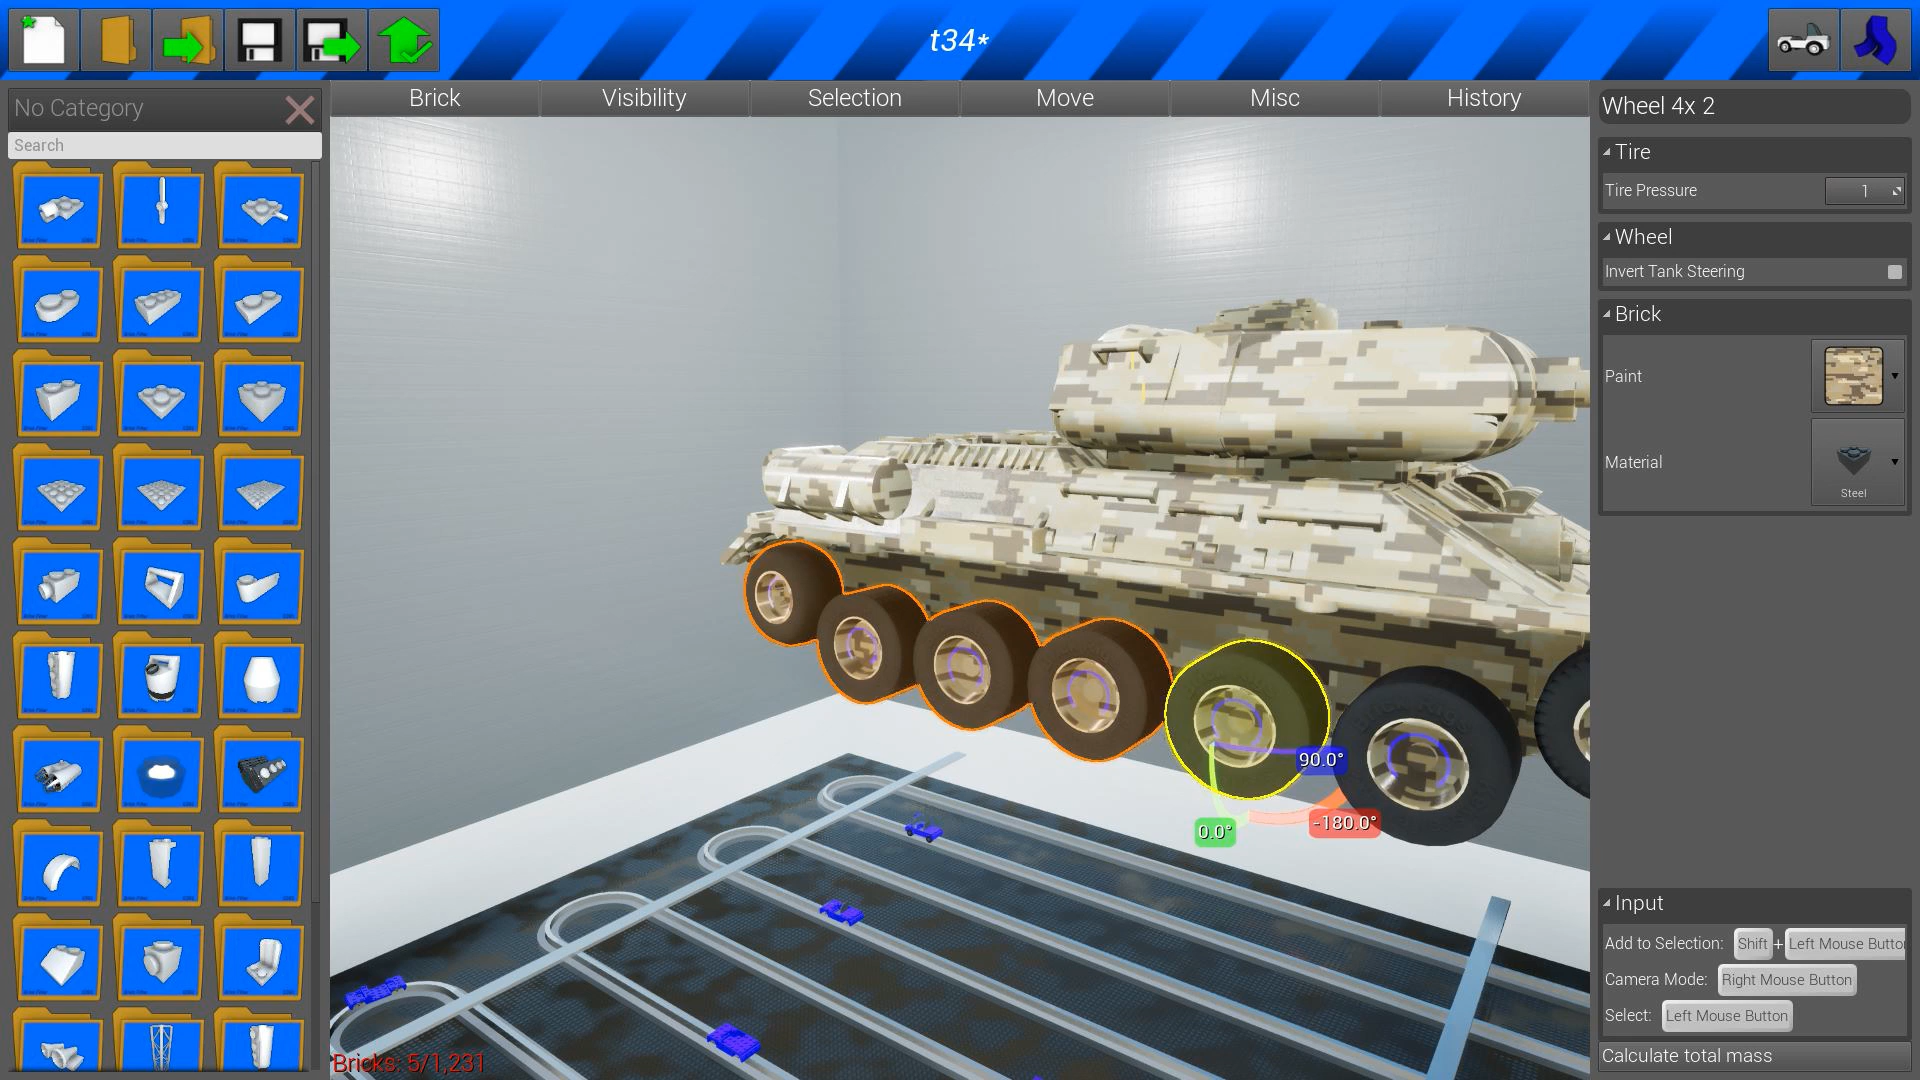 t34*
No Category
Search
Brick
Visibility
Selection
Move
Misc
History
Wheel 4x 2
Tire
Tire Pressure
1
Wheel
Invert Tank Steering
Brick
Paint
Material
Steel
90.0°
0.0°
-180.0°
Input
Add to Selection: Shift + Left Mouse Butto
Camera Mode: Right Mouse Button
Select: Left Mouse Button
Calculate total mass
Bricks: 5/1,231